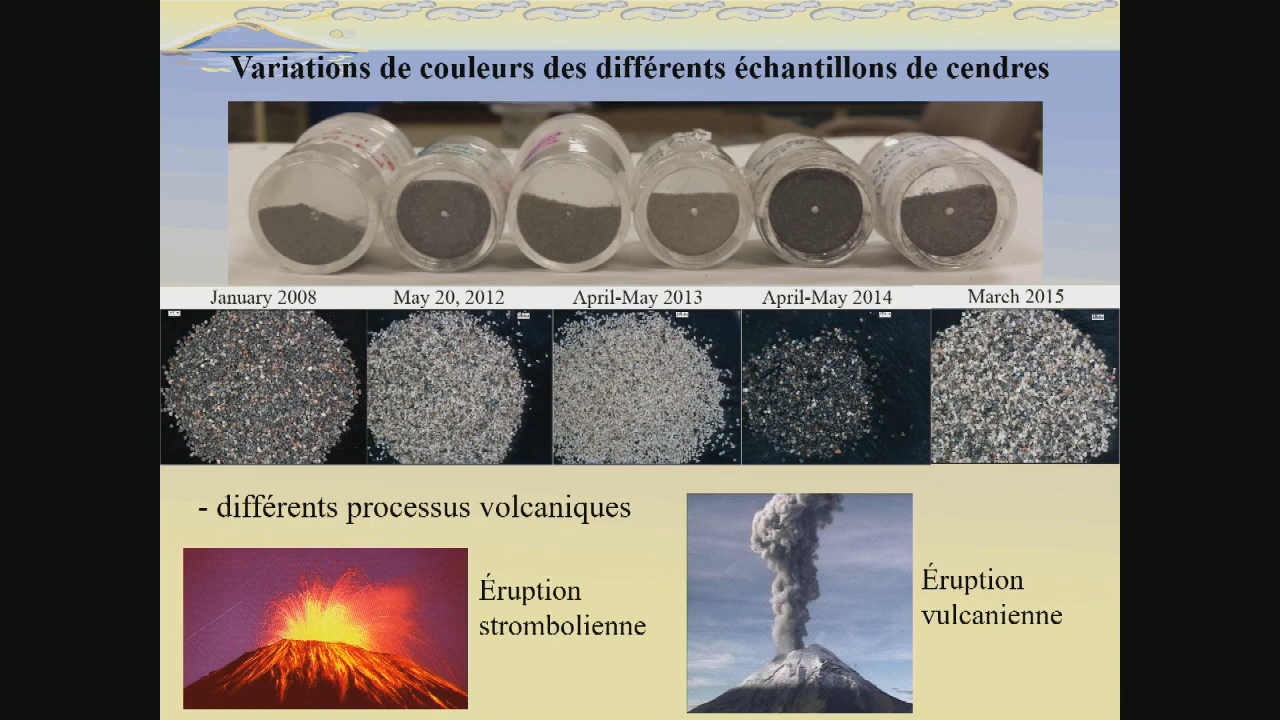 Variations de couleurs des différents échantillons de cendres
January 2008
May 20, 2012
April-May 2013
April-May 2014
March 2015
- différents processus volcaniques
Éruption
strombolienne
Éruption
vulcanienne